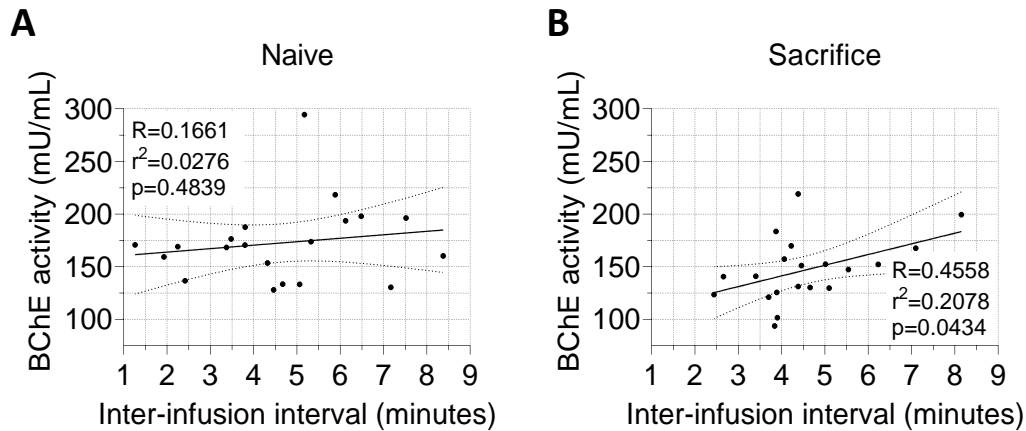 A
Naive
BChE activity (mU/mL)
300
250
200
150
100
R=0.1661
r²=0.0276
p=0.4839
1 2 3 4 5 6 7 8 9
Inter-infusion interval (minutes)
B
Sacrifice
BChE activity (mU/mL)
300
250
200
150
100
R=0.4558
r²=0.2078
p=0.0434
1 2 3 4 5 6 7 8 9
Inter-infusion interval (minutes)